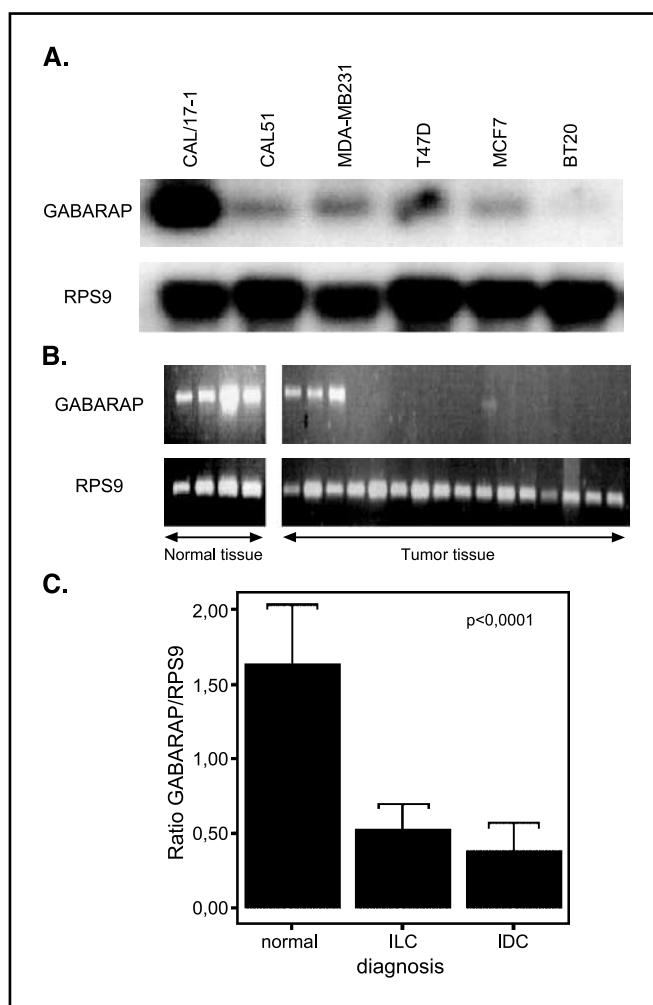 A.
CAL/17-1
CAL51
MDA-MB231
T47D
MCF7
BT20
GABARAP
RPS9
B.
GABARAP
RPS9
Normal tissue
Tumor tissue
C.
p<0,0001
Ratio GABARAP/RPS9
2,00
1,50
1,00
0,50
0,00
normal
ILC
IDC
diagnosis